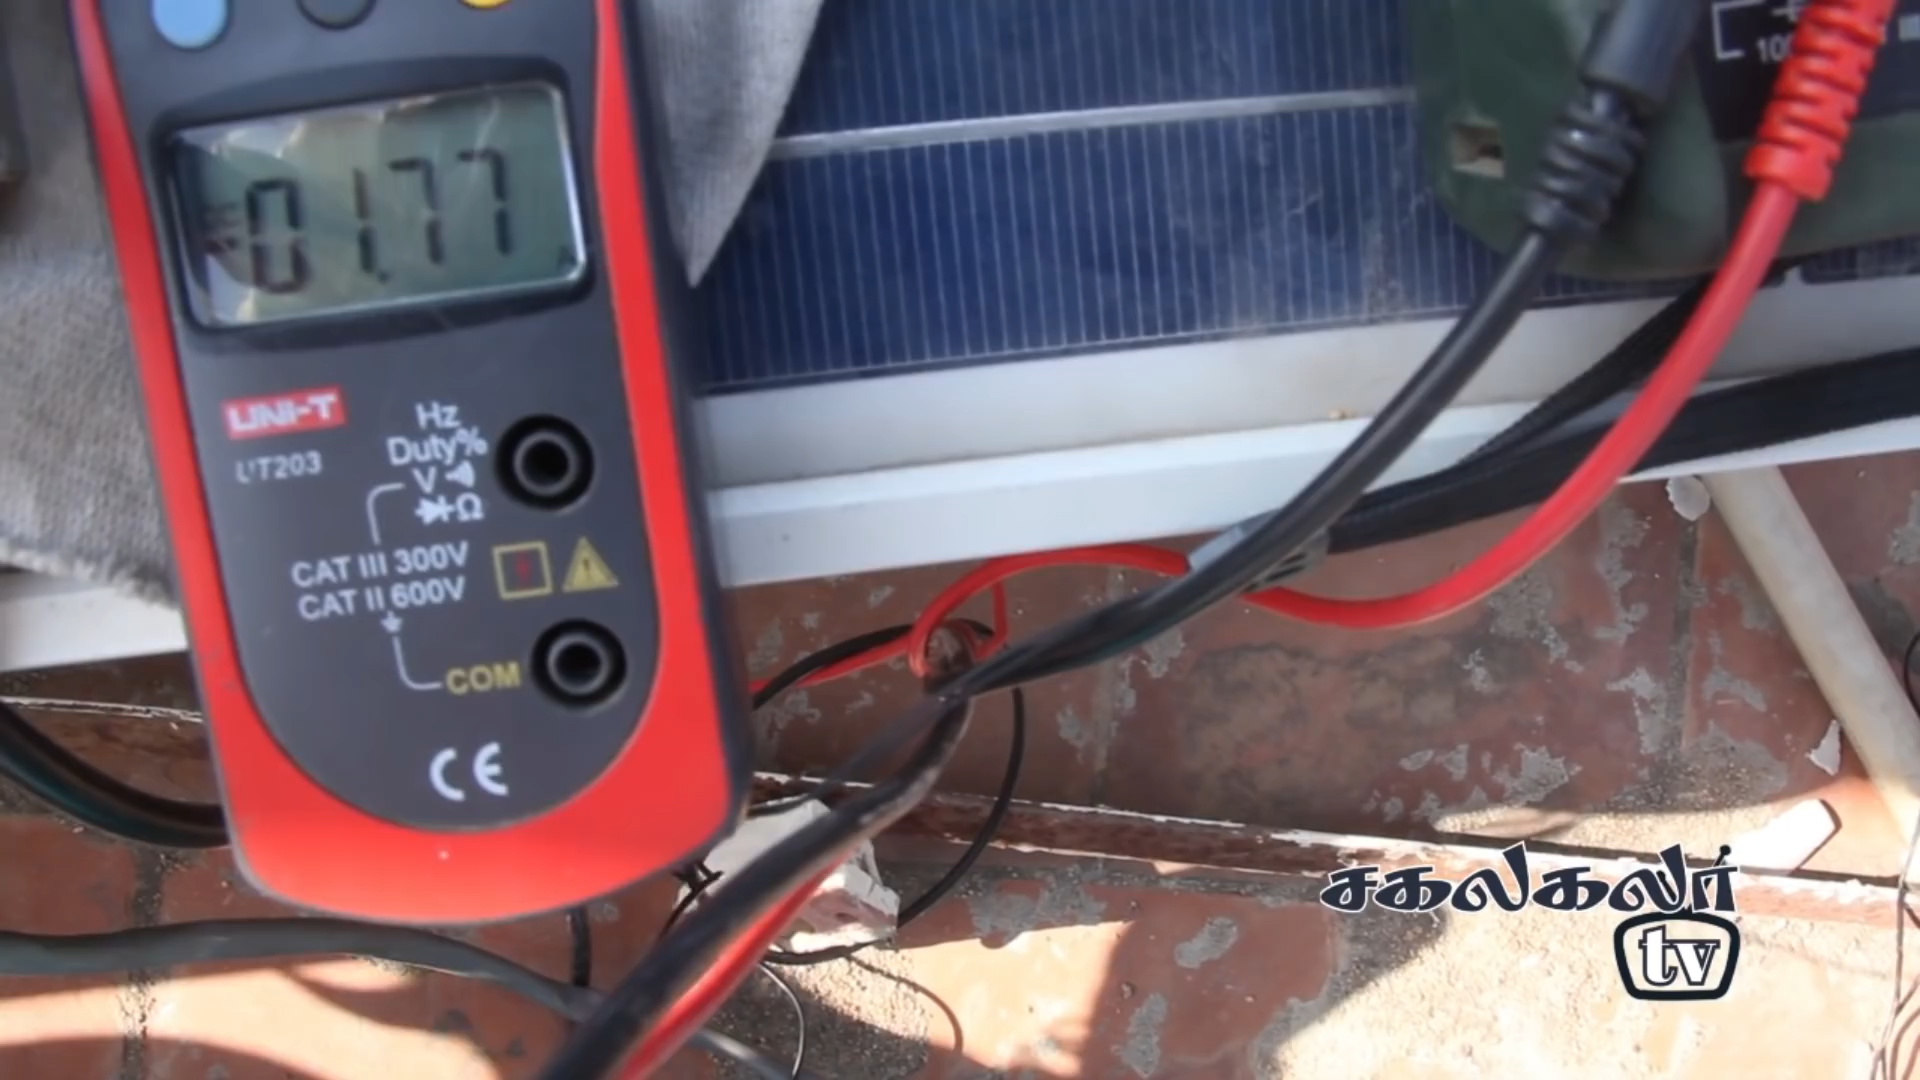 01.77
UNI-T
UT203
Hz
Duty%
V
Ω
CAT III 300V
CAT II 600V
COM
CE
சகலகலா
tv